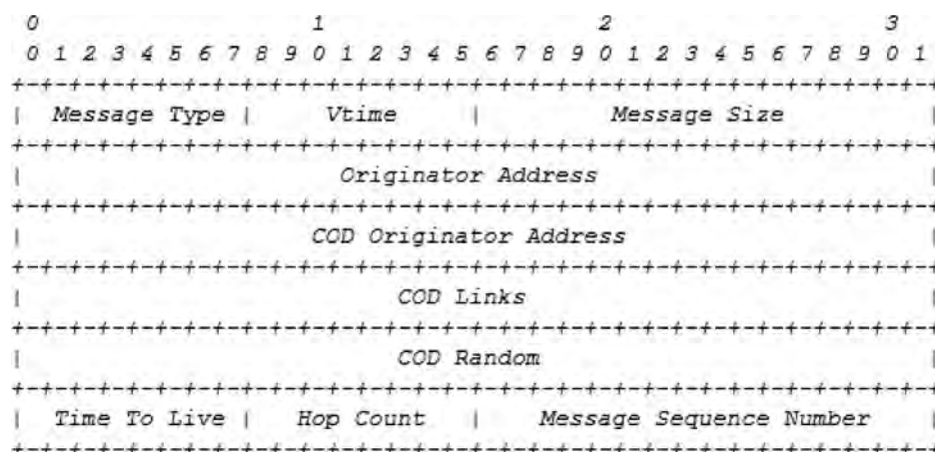 0 1 2 3
0 1 2 3 4 5 6 7 8 9 0 1 2 3 4 5 6 7 8 9 0 1 2 3 4 5 6 7 8 9 0 1
+-+-+-+-+-+-+-+-+-+-+-+-+-+-+-+-+-+-+-+-+-+-+-+-+-+-+-+-+-+-+-+-+
| Message Type | Vtime | Message Size |
+-+-+-+-+-+-+-+-+-+-+-+-+-+-+-+-+-+-+-+-+-+-+-+-+-+-+-+-+-+-+-+-+
| Originator Address |
+-+-+-+-+-+-+-+-+-+-+-+-+-+-+-+-+-+-+-+-+-+-+-+-+-+-+-+-+-+-+-+-+
| COD Originator Address |
+-+-+-+-+-+-+-+-+-+-+-+-+-+-+-+-+-+-+-+-+-+-+-+-+-+-+-+-+-+-+-+-+
| COD Links |
+-+-+-+-+-+-+-+-+-+-+-+-+-+-+-+-+-+-+-+-+-+-+-+-+-+-+-+-+-+-+-+-+
| COD Random |
+-+-+-+-+-+-+-+-+-+-+-+-+-+-+-+-+-+-+-+-+-+-+-+-+-+-+-+-+-+-+-+-+
| Time To Live | Hop Count | Message Sequence Number |
+-+-+-+-+-+-+-+-+-+-+-+-+-+-+-+-+-+-+-+-+-+-+-+-+-+-+-+-+-+-+-+-+